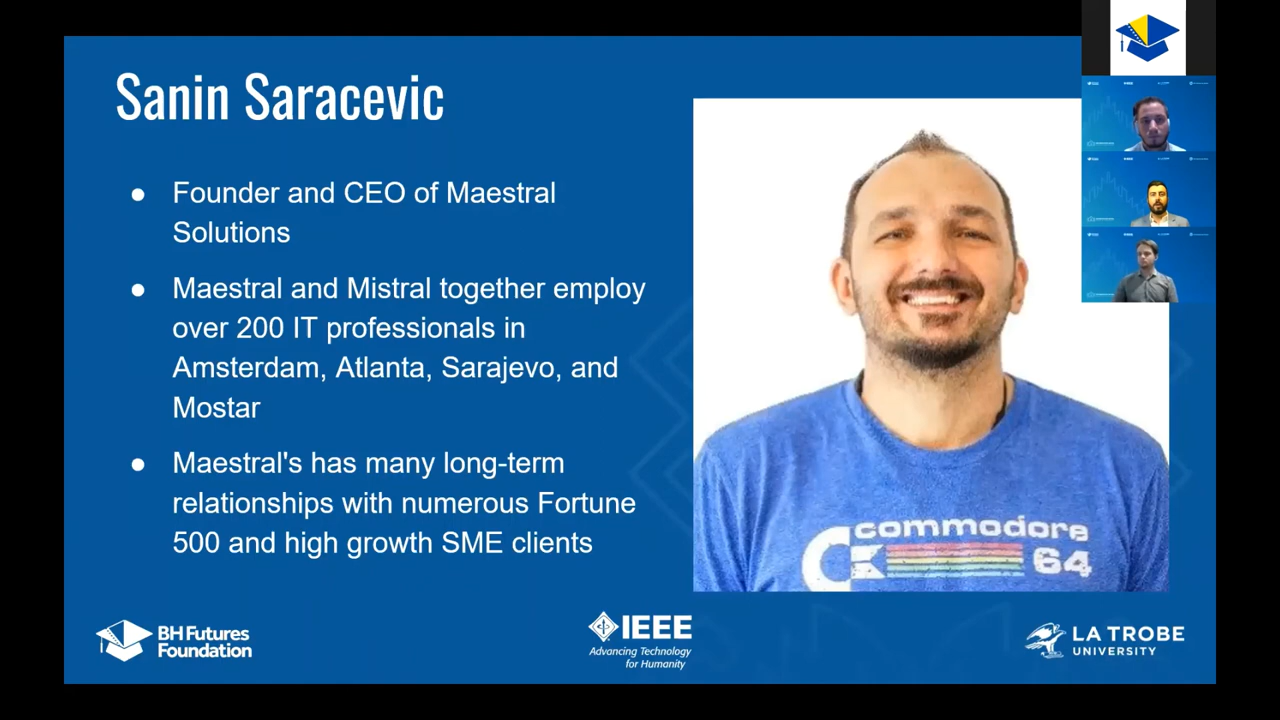 Sanin Saracevic
● Founder and CEO of Maestral
Solutions
● Maestral and Mistral together employ
over 200 IT professionals in
Amsterdam, Atlanta, Sarajevo, and
Mostar
● Maestral's has many long-term
relationships with numerous Fortune
500 and high growth SME clients
commodore
64
BH Futures
Foundation
IEEE
Advancing Technology
for Humanity
LA TROBE
UNIVERSITY